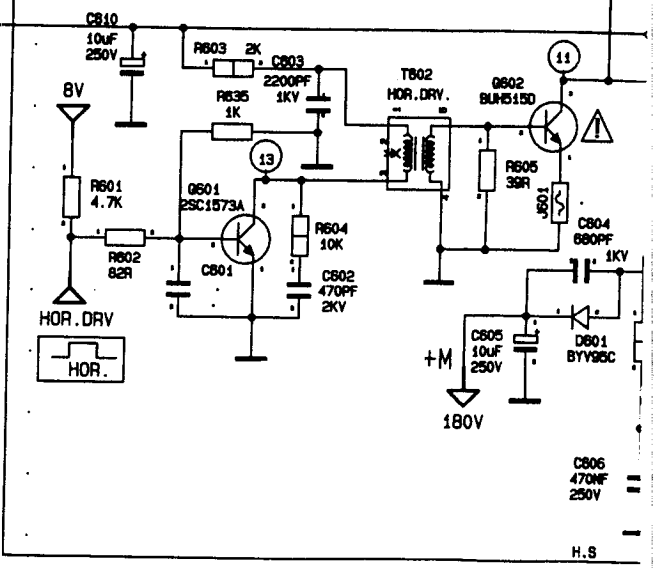 C610
10uF
250V
R603 2K
C603
2200PF
1KV
11
T602
HOR.DRV.
Q602
BUH515D
8V
R635
1K
13
R601
4.7K
Q601
2SC1573A
R605
39R
J601
R604
10K
C604
660PF
1KV
R602
82R
C601
C602
470PF
2KV
HOR.DRV
HOR.
+M
C605
10uF
250V
D601
BYV95C
180V
C606
470NF
250V
H.S